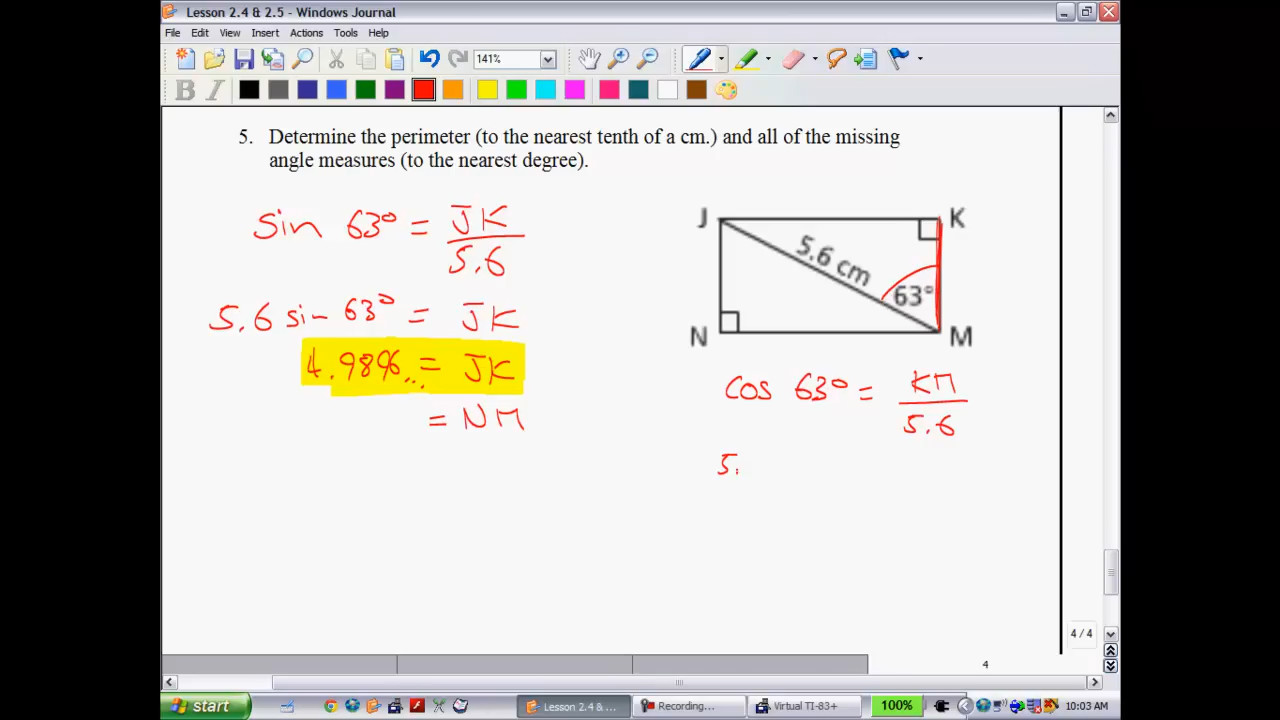 Lesson 2.4 & 2.5 - Windows Journal
File Edit View Insert Actions Tools Help
141%
B I
5. Determine the perimeter (to the nearest tenth of a cm.) and all of the missing
angle measures (to the nearest degree).
sin 63° = JK
5.6
5.6 sin 63° = JK
4.9896... = JK
= NM
J K
5.6 cm
63°
N M
cos 63° = KM
5.6
5.
4 / 4
4
start Lesson 2.4 & 2.... Recording... Virtual TI-83+ 100% 10:03 AM